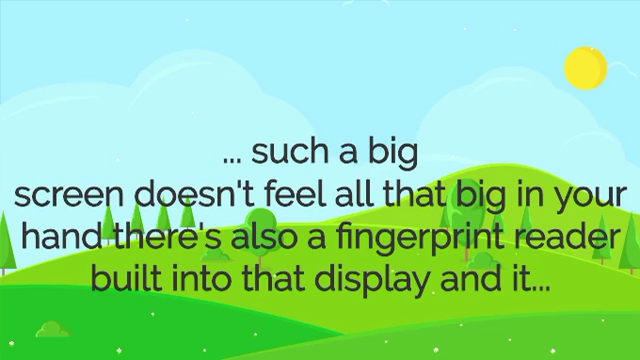 ... such a big
screen doesn't feel all that big in your
hand there's also a fingerprint reader
built into that display and it...